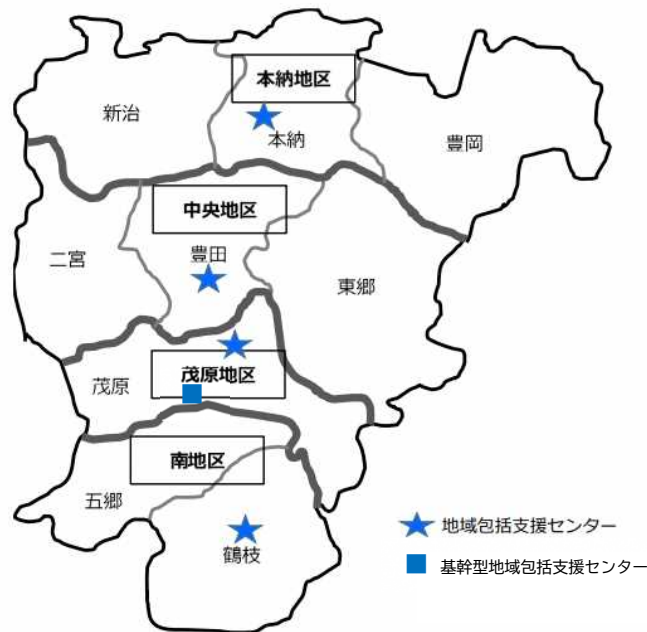 本納地区
新治
本納
豊岡
中央地区
二宮
豊田
東郷
茂原地区
茂原
南地区
五郷
鶴枝
地域包括支援センター
基幹型地域包括支援センター